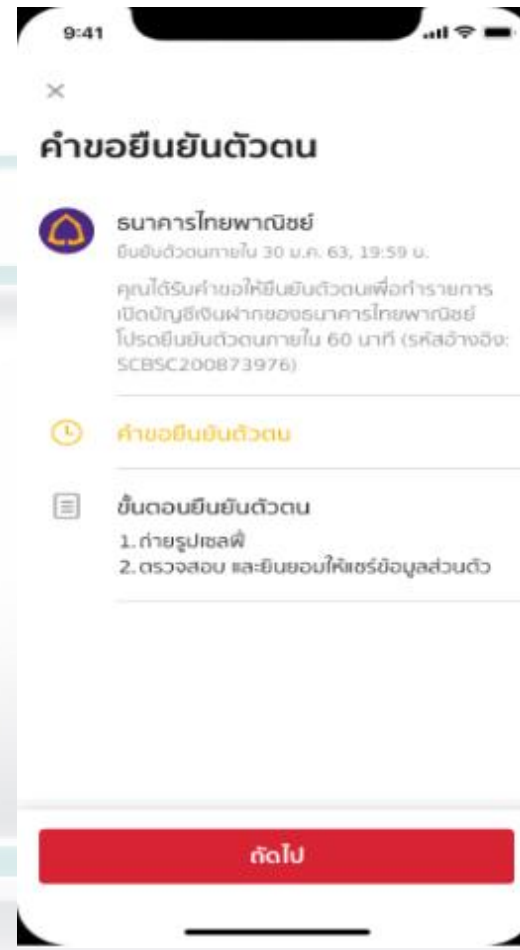 9:41
คำขอยืนยันตัวตน
ธนาคารไทยพาณิชย์
ยืนยันตัวตนภายใน 30 ม.ค. 63, 19:59 น.
คุณได้รับคำขอให้ยืนยันตัวตนเพื่อทำรายการ
เปิดบัญชีเงินฝากของธนาคารไทยพาณิชย์
โปรดยืนยันตัวตนภายใน 60 นาที (รหัสอ้างอิง:
SCBSC200873976)
คำขอยืนยันตัวตน
ขั้นตอนยืนยันตัวตน
1. ถ่ายรูปเซลฟี่
2. ตรวจสอบ และยินยอมให้แชร์ข้อมูลส่วนตัว
ถัดไป